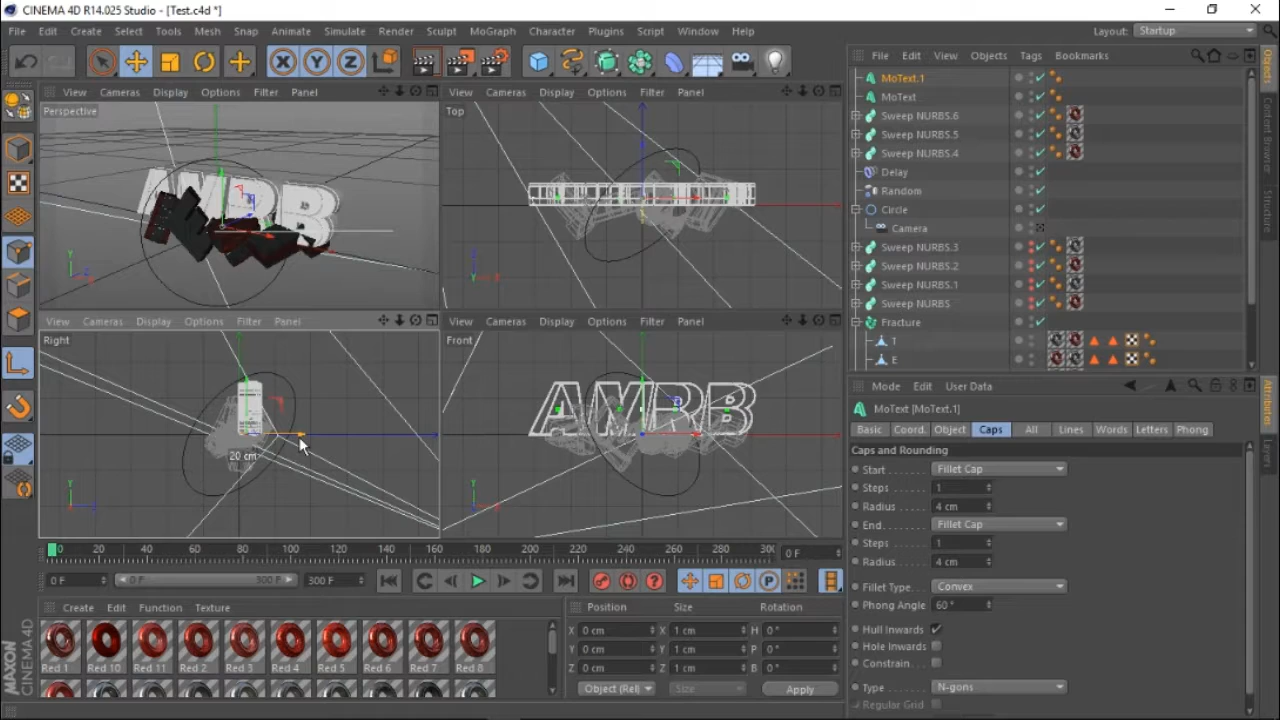 CINEMA 4D R14.025 Studio - [Test.c4d *]
File Edit Create Select Tools Mesh Snap Animate Simulate Render Sculpt MoGraph Character Plugins Script Window Help Layout: Startup
File Edit View Objects Tags Bookmarks
MoText.1
MoText
Sweep NURBS.6
Sweep NURBS.5
Sweep NURBS.4
Delay
Random
Circle
Camera
Sweep NURBS.3
Sweep NURBS.2
Sweep NURBS.1
Sweep NURBS
Fracture
T
E
Objects
Content Browser
Structure
View Cameras Display Options Filter Panel
Perspective
AMRB
View Cameras Display Options Filter Panel
Top
View Cameras Display Options Filter Panel
Right
20 cm
View Cameras Display Options Filter Panel
Front
AMRB
Mode Edit User Data
MoText [MoText.1]
Basic Coord. Object Caps All Lines Words Letters Phong
Caps and Rounding
Start Fillet Cap
Steps 1
Radius 4 cm
End Fillet Cap
Steps 1
Radius 4 cm
Fillet Type Convex
Phong Angle 60 °
Hull Inwards
Hole Inwards
Constrain
Type N-gons
Regular Grid
Attributes
Layers
0 20 40 60 80 100 120 140 160 180 200 220 240 260 280 300 0 F
0 F 0 F 300 F 300 F
Create Edit Function Texture
Red 1 Red 10 Red 11 Red 2 Red 3 Red 4 Red 5 Red 6 Red 7 Red 8
Position Size Rotation
X 0 cm X 1 cm H 0 °
Y 0 cm Y 1 cm P 0 °
Z 0 cm Z 1 cm B 0 °
Object (Rel) Size Apply
MAXON
CINEMA 4D